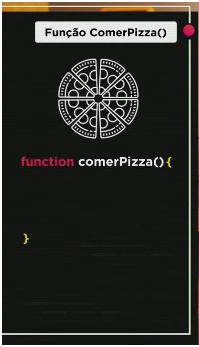 Função ComerPizza()
function comerPizza(){
}